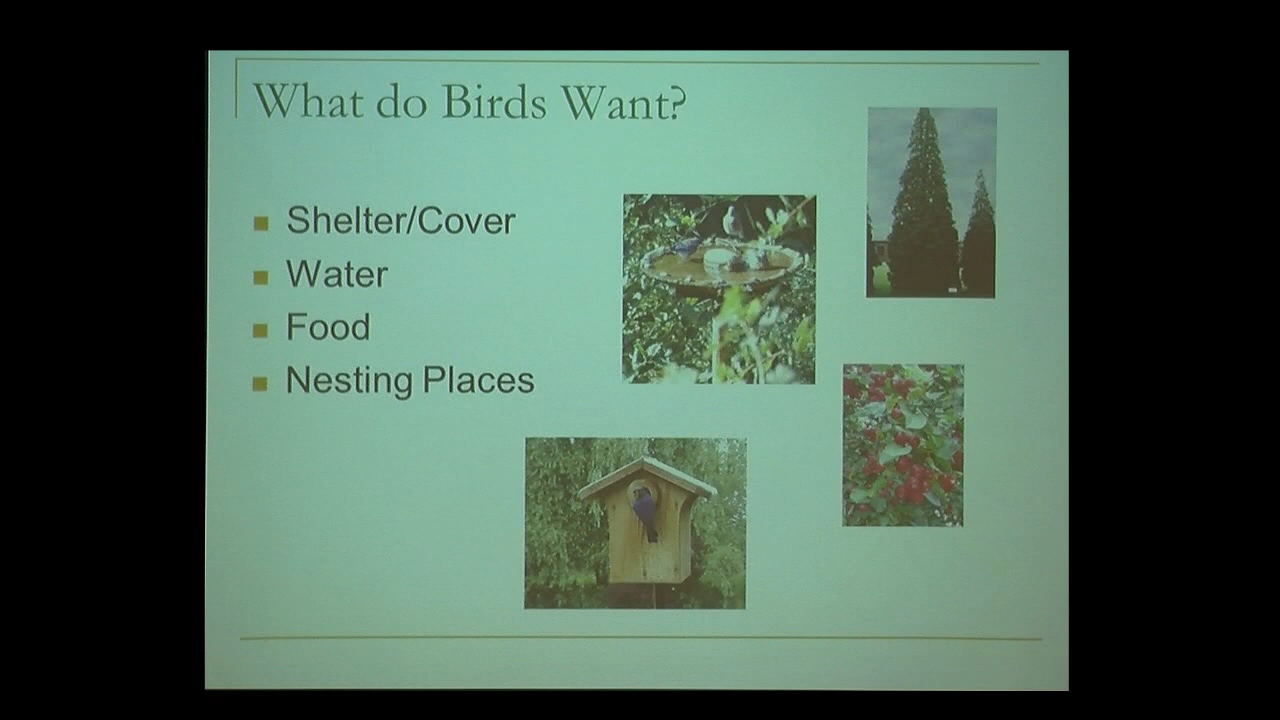 What do Birds Want?
Shelter/Cover
Water
Food
Nesting Places